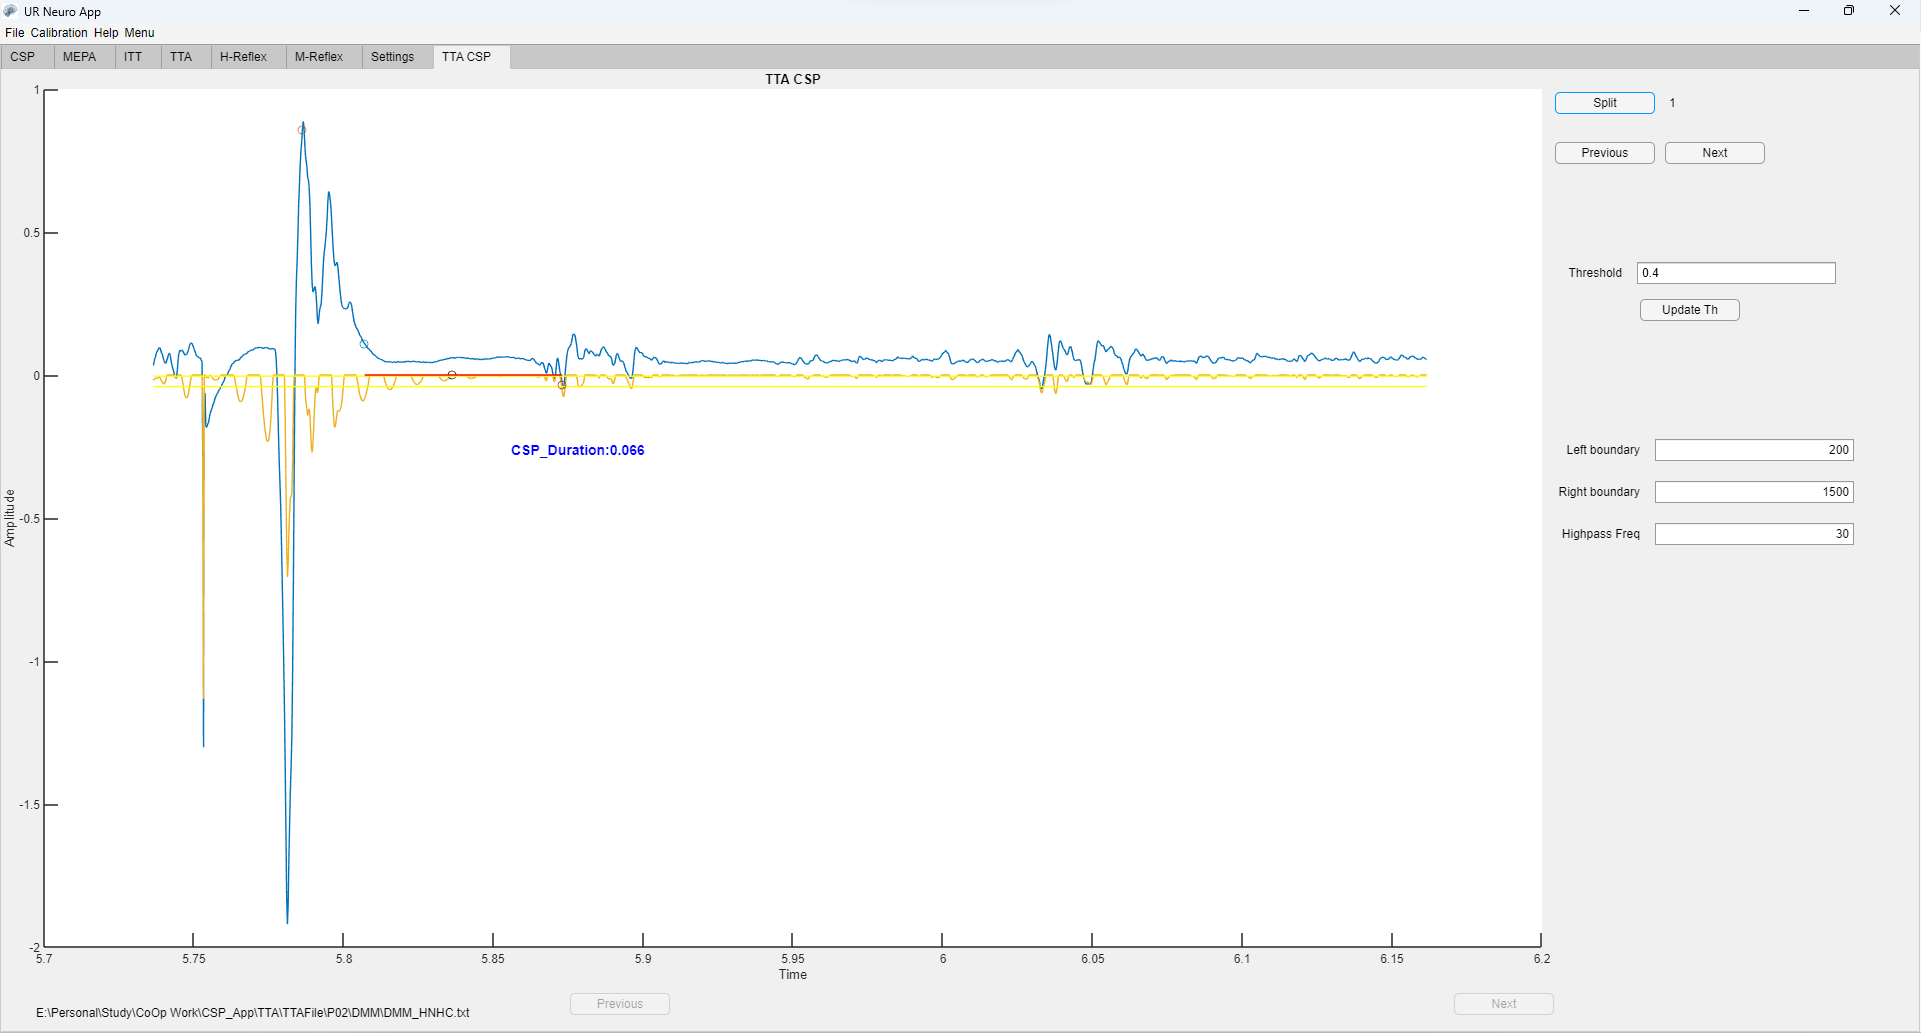 UR Neuro App
File Calibration Help Menu
CSP MEPA ITT TTA H-Reflex M-Reflex Settings TTA CSP
TTA CSP
1
0.5
0
-0.5
-1
-1.5
-2
Amplitude
CSP_Duration:0.066
5.7 5.75 5.8 5.85 5.9 5.95 6 6.05 6.1 6.15 6.2
Time
Split 1
Previous Next
Threshold 0.4
Update Th
Left boundary 200
Right boundary 1500
Highpass Freq 30
Previous Next
E:\Personal\Study\CoOp Work\CSP_App\TTA\TTAFile\P02\DMM\DMM_HNHC.txt